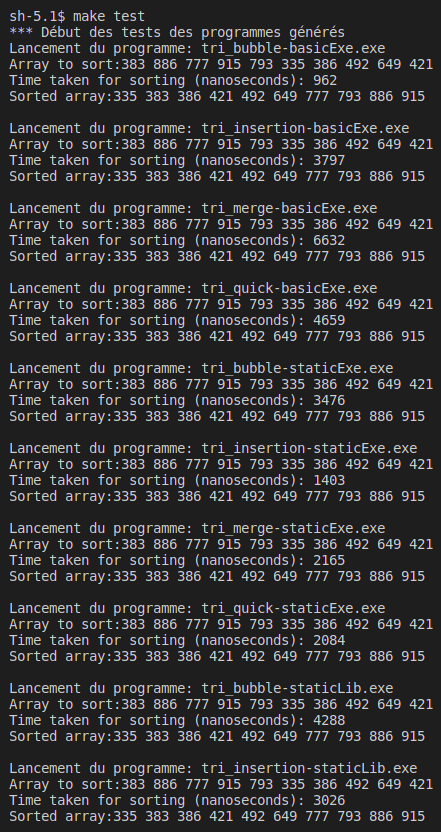 sh-5.1$ make test
*** Début des tests des programmes générés
Lancement du programme: tri_bubble-basicExe.exe
Array to sort:383 886 777 915 793 335 386 492 649 421
Time taken for sorting (nanoseconds): 962
Sorted array:335 383 386 421 492 649 777 793 886 915
Lancement du programme: tri_insertion-basicExe.exe
Array to sort:383 886 777 915 793 335 386 492 649 421
Time taken for sorting (nanoseconds): 3797
Sorted array:335 383 386 421 492 649 777 793 886 915
Lancement du programme: tri_merge-basicExe.exe
Array to sort:383 886 777 915 793 335 386 492 649 421
Time taken for sorting (nanoseconds): 6632
Sorted array:335 383 386 421 492 649 777 793 886 915
Lancement du programme: tri_quick-basicExe.exe
Array to sort:383 886 777 915 793 335 386 492 649 421
Time taken for sorting (nanoseconds): 4659
Sorted array:335 383 386 421 492 649 777 793 886 915
Lancement du programme: tri_bubble-staticExe.exe
Array to sort:383 886 777 915 793 335 386 492 649 421
Time taken for sorting (nanoseconds): 3476
Sorted array:335 383 386 421 492 649 777 793 886 915
Lancement du programme: tri_insertion-staticExe.exe
Array to sort:383 886 777 915 793 335 386 492 649 421
Time taken for sorting (nanoseconds): 1403
Sorted array:335 383 386 421 492 649 777 793 886 915
Lancement du programme: tri_merge-staticExe.exe
Array to sort:383 886 777 915 793 335 386 492 649 421
Time taken for sorting (nanoseconds): 2165
Sorted array:335 383 386 421 492 649 777 793 886 915
Lancement du programme: tri_quick-staticExe.exe
Array to sort:383 886 777 915 793 335 386 492 649 421
Time taken for sorting (nanoseconds): 2084
Sorted array:335 383 386 421 492 649 777 793 886 915
Lancement du programme: tri_bubble-staticLib.exe
Array to sort:383 886 777 915 793 335 386 492 649 421
Time taken for sorting (nanoseconds): 4288
Sorted array:335 383 386 421 492 649 777 793 886 915
Lancement du programme: tri_insertion-staticLib.exe
Array to sort:383 886 777 915 793 335 386 492 649 421
Time taken for sorting (nanoseconds): 3026
Sorted array:335 383 386 421 492 649 777 793 886 915